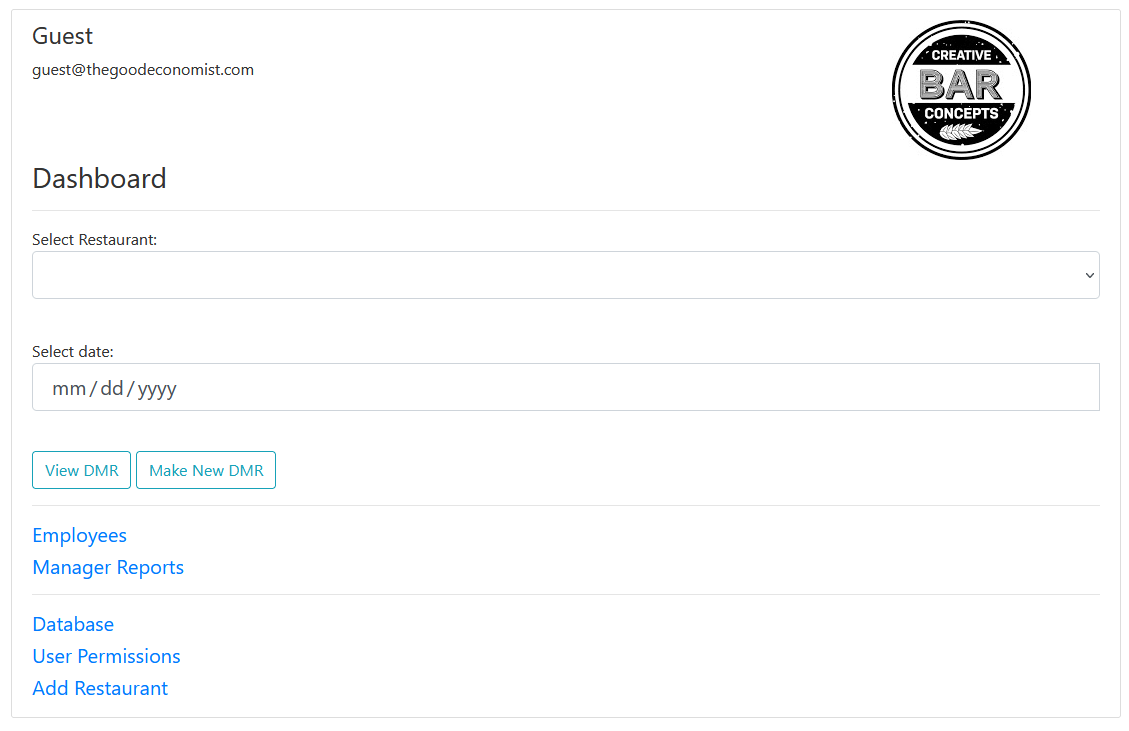 Guest
guest@thegoodeconomist.com
CREATIVE
BAR
CONCEPTS
Dashboard
Select Restaurant:
Select date:
mm/dd/yyyy
View DMR Make New DMR
Employees
Manager Reports
Database
User Permissions
Add Restaurant